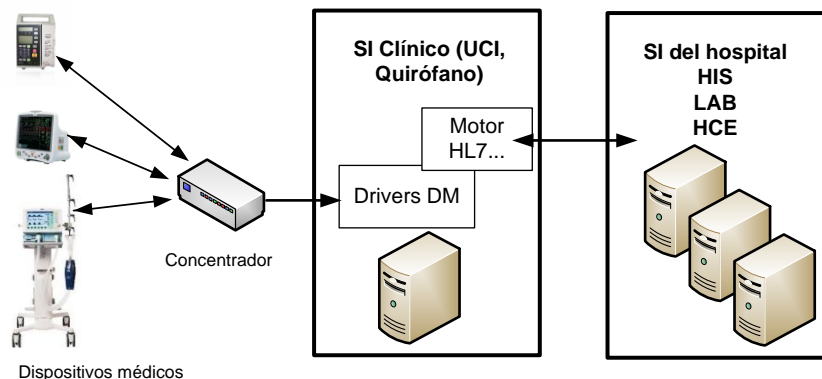 SI Clínico (UCI,
Quirófano)
SI del hospital
HIS
LAB
HCE
Motor
HL7...
Drivers DM
Concentrador
Dispositivos médicos